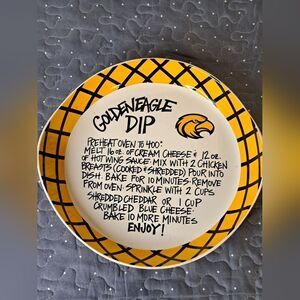 GOLDEN EAGLE
DIP
PREHEAT OVEN TO 400°
MELT 16 oz. OF CREAM CHEESE & 12 oz.
OF HOT WING SAUCE MIX WITH 2 CHICKEN
BREASTS (COOKED & SHREDDED) POUR INTO
DISH. BAKE FOR 10 MINUTES. REMOVE
FROM OVEN. SPRINKLE WITH 2 CUPS
SHREDDED CHEDDAR OR 1 CUP
CRUMBLED BLUE CHEESE.
BAKE 10 MORE MINUTES
ENJOY!